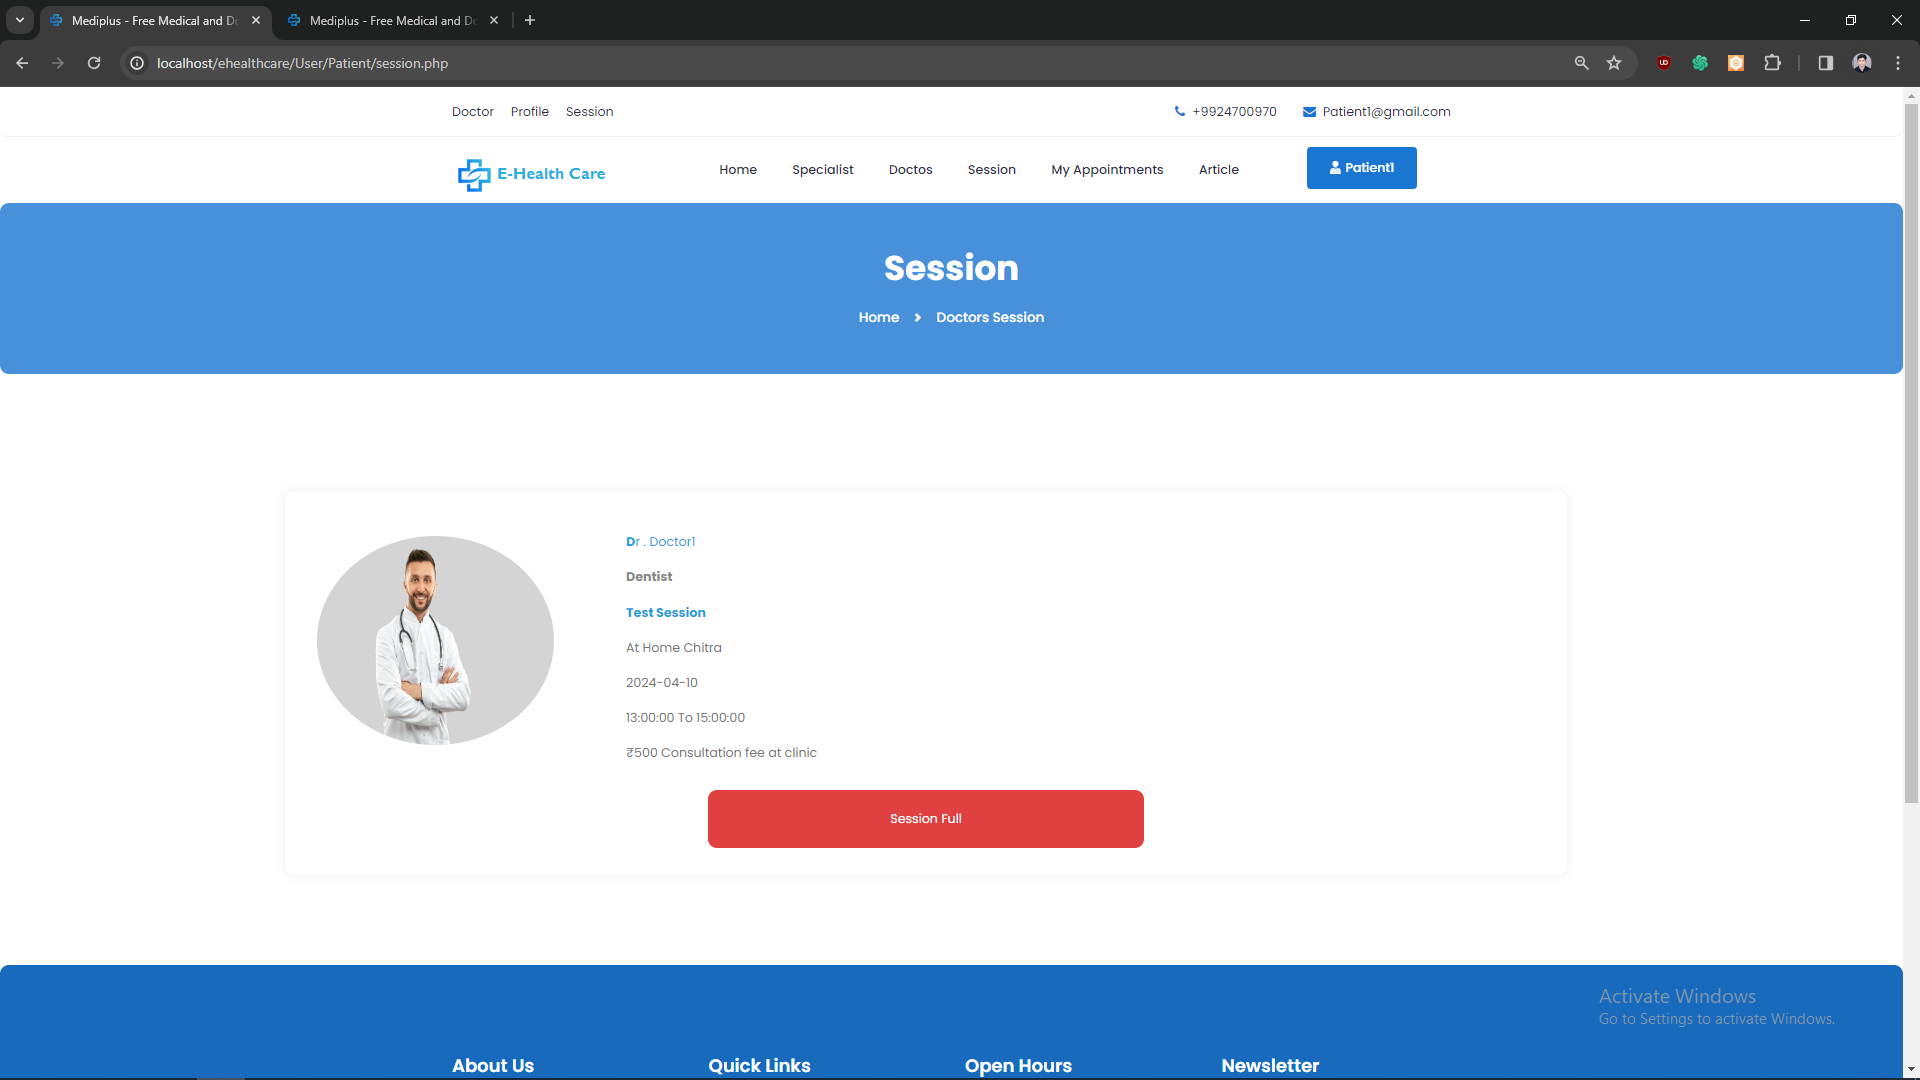 Mediplus - Free Medical and Do
Mediplus - Free Medical and Do
localhost/ehealthcare/User/Patient/session.php
Doctor Profile Session +9924700970 Patient1@gmail.com
E-Health Care Home Specialist Doctos Session My Appointments Article Patient1
Session
Home Doctors Session
Dr . Doctor1
Dentist
Test Session
At Home Chitra
2024-04-10
13:00:00 To 15:00:00
₹500 Consultation fee at clinic
Session Full
Activate Windows
Go to Settings to activate Windows.
About Us Quick Links Open Hours Newsletter